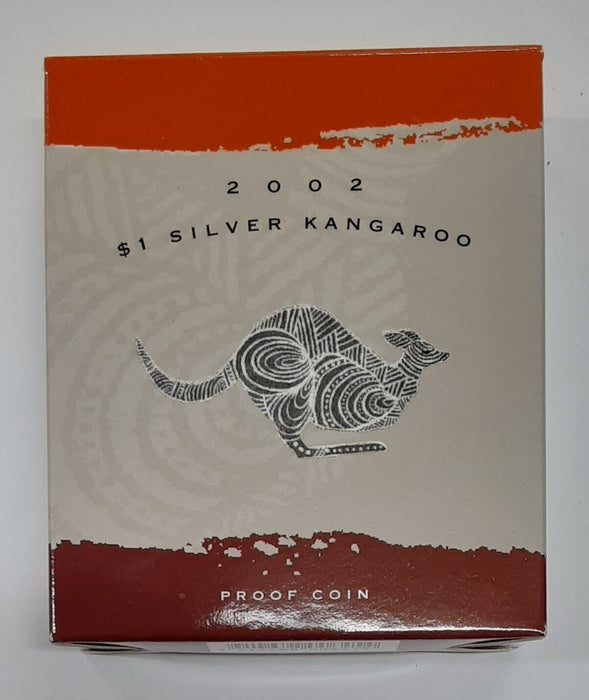 2002
$1 SILVER KANGAROO
PROOF COIN